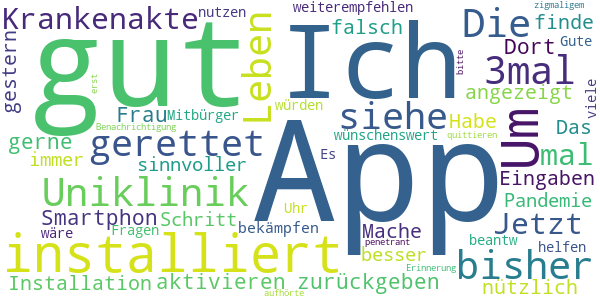 weiterempfehlen zigmaligem
Krankenakte nutzen falsch Die finde
gestern gut Leben Ich Dort Gute
erst bitte 3mal angezeigt viele
Frau Mitbürger siehe Habe Um Das
Benachrichtigung würden wünschenswert quittieren
gerne gerettet App mal
immer sinnvoller Es Eingaben
Uniklinik Pandemie
Smartphon Schritt Uhr Mache Jetzt
wäre Fragen bekämpfen penetrant beantw helfen
installiert besser bisher
Installation aktivieren zurückgeben Erinnerung nützlich
aufhörte